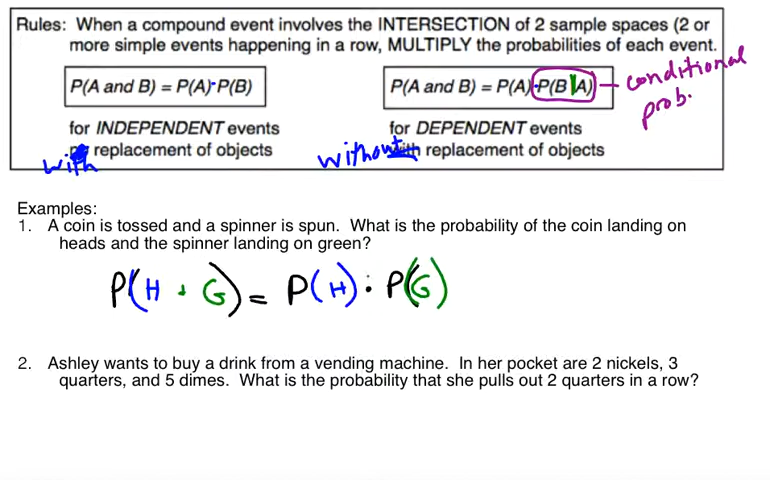 Rules: When a compound event involves the INTERSECTION of 2 sample spaces (2 or
more simple events happening in a row, MULTIPLY the probabilities of each event.
P(A and B) = P(A)·P(B)
P(A and B) = P(A)·P(B|A) – conditional prob.
for INDEPENDENT events
for DEPENDENT events
with replacement of objects
without replacement of objects
Examples:
1. A coin is tossed and a spinner is spun. What is the probability of the coin landing on
heads and the spinner landing on green?
P(H + G) = P(H) · P(G)
2. Ashley wants to buy a drink from a vending machine. In her pocket are 2 nickels, 3
quarters, and 5 dimes. What is the probability that she pulls out 2 quarters in a row?